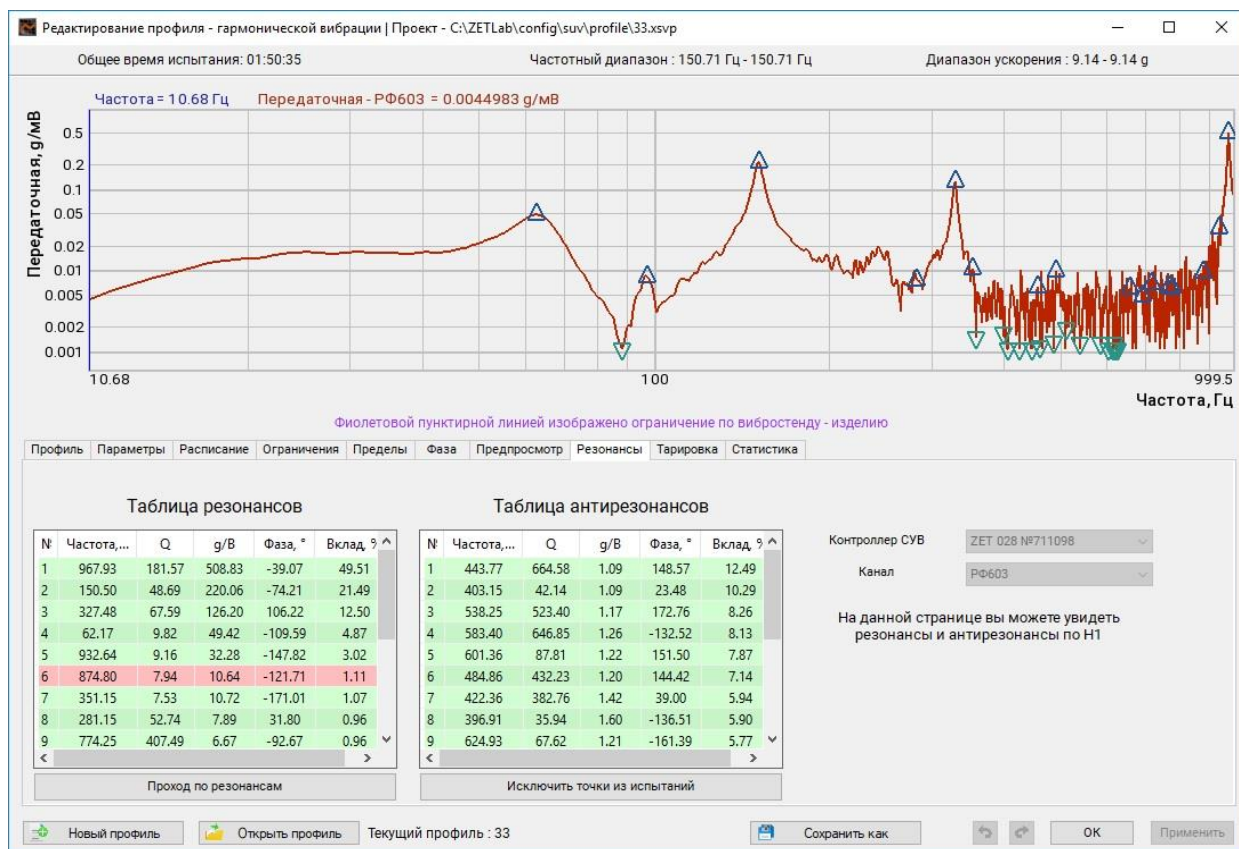 Редактирование профиля - гармонической вибрации | Проект - C:\ZETLab\config\suv\profile\33.xsvp
Общее время испытания: 01:50:35 Частотный диапазон : 150.71 Гц - 150.71 Гц Диапазон ускорения : 9.14 - 9.14 g
Частота = 10.68 Гц Передаточная - РФ603 = 0.0044983 g/мВ
Передаточная, g/мВ
0.5
0.2
0.1
0.05
0.02
0.01
0.005
0.002
0.001
10.68 100 999.5
Частота, Гц
Фиолетовой пунктирной линией изображено ограничение по вибростенду - изделию
Профиль Параметры Расписание Ограничения Пределы Фаза Предпросмотр Резонансы Тарировка Статистика
Таблица резонансов
№ Частота,... Q g/В Фаза, ° Вклад, %
1 967.93 181.57 508.83 -39.07 49.51
2 150.50 48.69 220.06 -74.21 21.49
3 327.48 67.59 126.20 106.22 12.50
4 62.17 9.82 49.42 -109.59 4.87
5 932.64 9.16 32.28 -147.82 3.02
6 874.80 7.94 10.64 -121.71 1.11
7 351.15 7.53 10.72 -171.01 1.07
8 281.15 52.74 7.89 31.80 0.96
9 774.25 407.49 6.67 -92.67 0.96
Проход по резонансам
Таблица антирезонансов
№ Частота,... Q g/В Фаза, ° Вклад, %
1 443.77 664.58 1.09 148.57 12.49
2 403.15 42.14 1.09 23.48 10.29
3 538.25 523.40 1.17 172.76 8.26
4 583.40 646.85 1.26 -132.52 8.13
5 601.36 87.81 1.22 151.50 7.87
6 484.86 432.23 1.20 144.42 7.14
7 422.36 382.76 1.42 39.00 5.94
8 396.91 35.94 1.60 -136.51 5.90
9 624.93 67.62 1.21 -161.39 5.77
Исключить точки из испытаний
Контроллер СУВ ZET 028 №711098
Канал РФ603
На данной странице вы можете увидеть
резонансы и антирезонансы по H1
Новый профиль Открыть профиль Текущий профиль : 33 Сохранить как ОК Применить